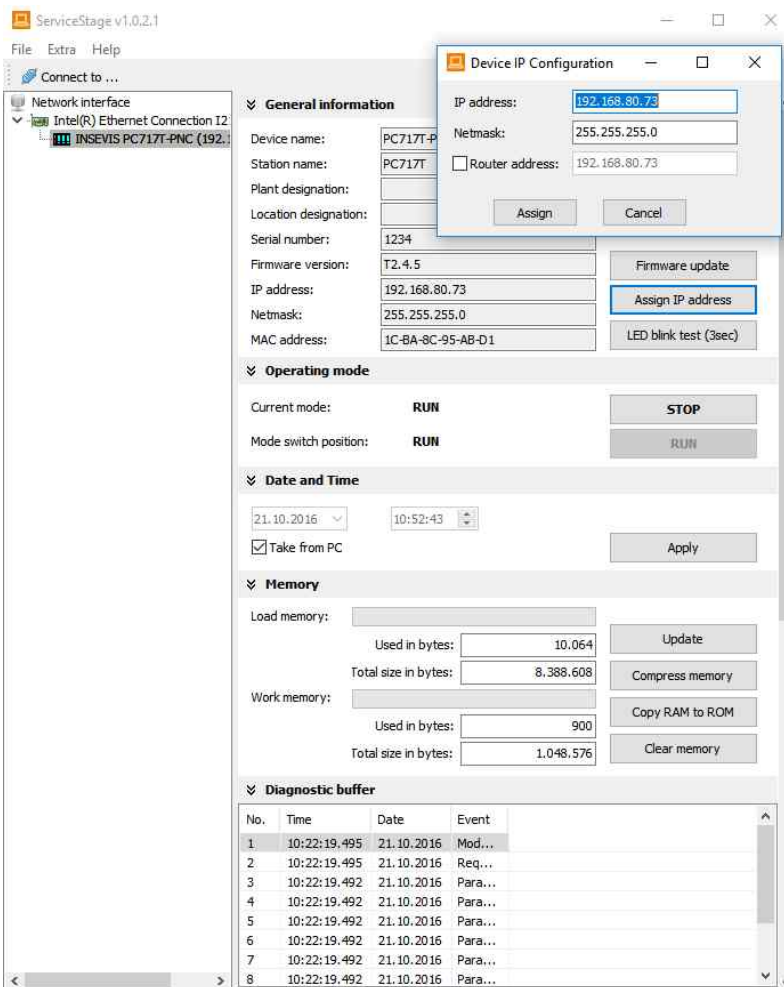 ServiceStage v1.0.2.1
File Extra Help
Connect to ...
Network interface
Intel(R) Ethernet Connection I2
INSEVIS PC717T-PNC (192.1
General information
Device name: PC717T-P
Station name: PC717T
Plant designation:
Location designation:
Serial number: 1234
Firmware version: T2.4.5
Firmware update
IP address: 192.168.80.73
Assign IP address
Netmask: 255.255.255.0
MAC address: 1C-BA-8C-95-AB-D1
LED blink test (3sec)
Device IP Configuration
IP address: 192.168.80.73
Netmask: 255.255.255.0
Router address: 192.168.80.73
Assign Cancel
Operating mode
Current mode: RUN STOP
Mode switch position: RUN RUN
Date and Time
21.10.2016 10:52:43
Take from PC Apply
Memory
Load memory:
Used in bytes: 10.064 Update
Total size in bytes: 8.388.608 Compress memory
Work memory: Copy RAM to ROM
Used in bytes: 900
Total size in bytes: 1.048.576 Clear memory
Diagnostic buffer
No. Time Date Event
1 10:22:19.495 21.10.2016 Mod...
2 10:22:19.495 21.10.2016 Req...
3 10:22:19.492 21.10.2016 Para...
4 10:22:19.492 21.10.2016 Para...
5 10:22:19.492 21.10.2016 Para...
6 10:22:19.492 21.10.2016 Para...
7 10:22:19.492 21.10.2016 Para...
8 10:22:19.492 21.10.2016 Para...